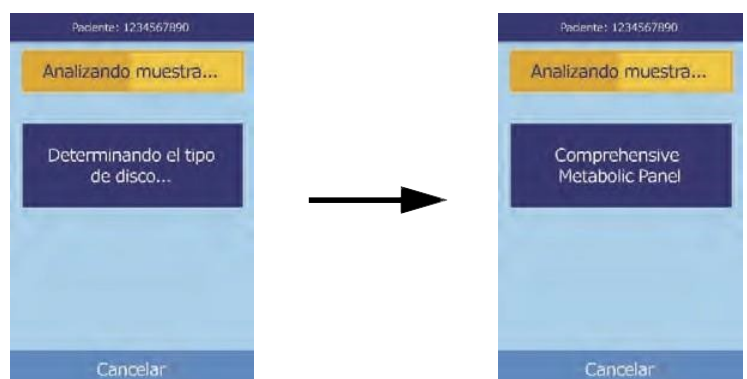 Paciente: 1234567890
Analizando muestra...
Determinando el tipo
de disco...
Cancelar
Paciente: 1234567890
Analizando muestra...
Comprehensive
Metabolic Panel
Cancelar